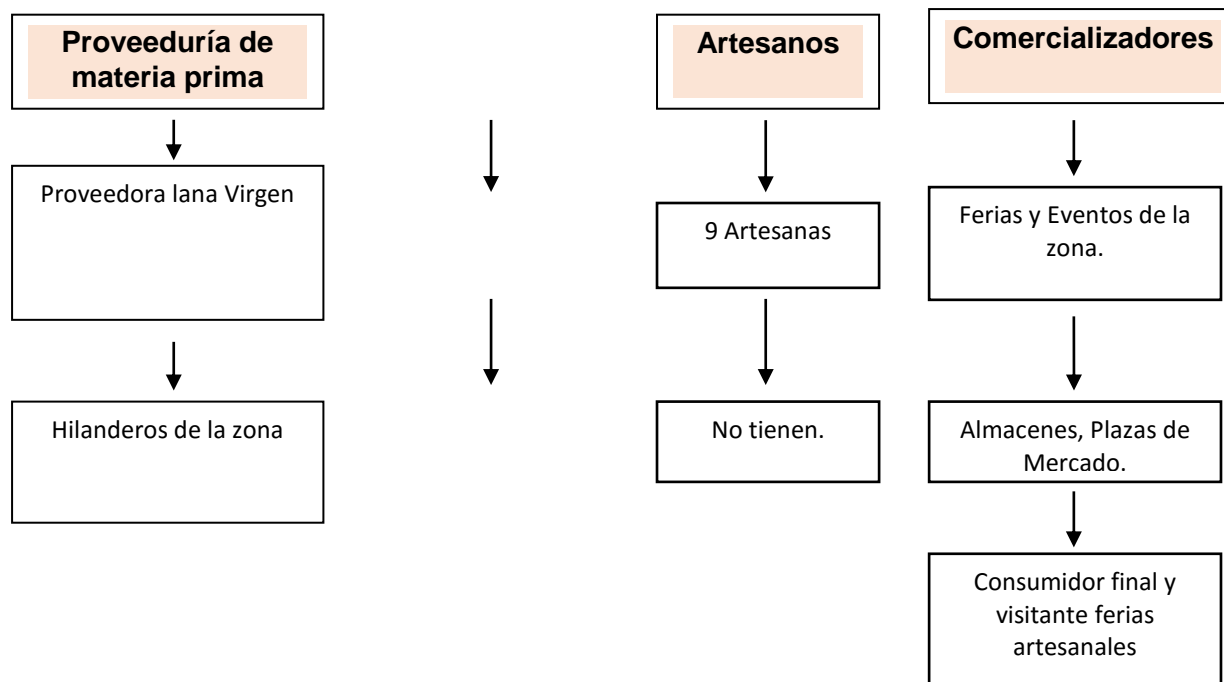 Proveeduría de
materia prima
Proveedora lana Virgen
Hilanderos de la zona
Artesanos
9 Artesanas
No tienen.
Comercializadores
Ferias y Eventos de la
zona.
Almacenes, Plazas de
Mercado.
Consumidor final y
visitante ferias
artesanales